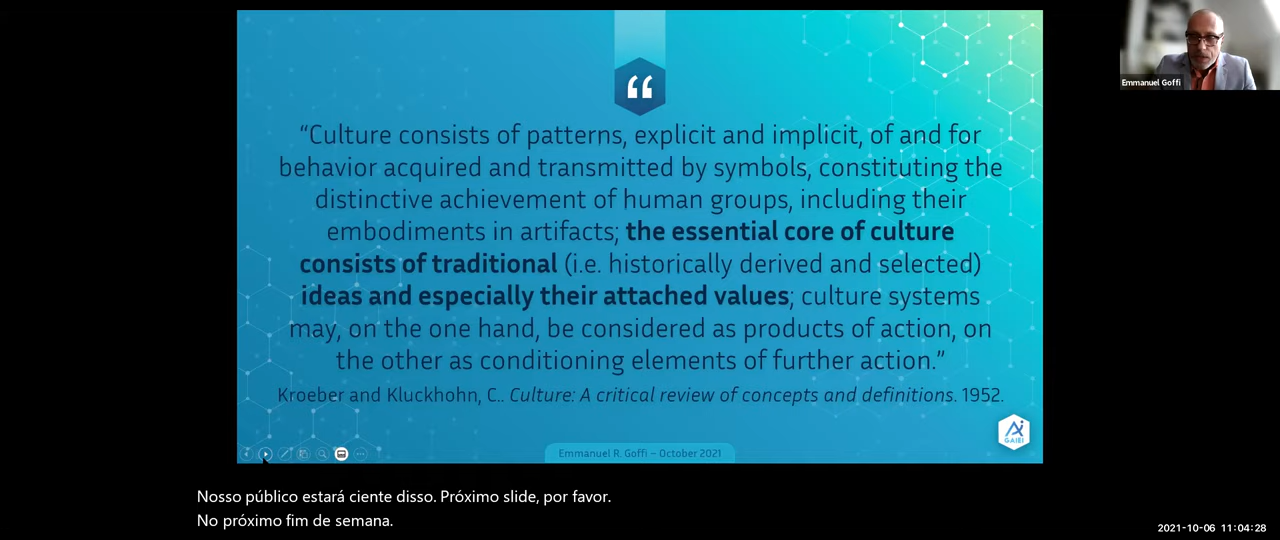 “Culture consists of patterns, explicit and implicit, of and for
behavior acquired and transmitted by symbols, constituting the
distinctive achievement of human groups, including their
embodiments in artifacts; the essential core of culture
consists of traditional (i.e. historically derived and selected)
ideas and especially their attached values; culture systems
may, on the one hand, be considered as products of action, on
the other as conditioning elements of further action.”
Kroeber and Kluckhohn, C.. Culture: A critical review of concepts and definitions. 1952.
GAIEI
Emmanuel R. Goffi – October 2021
Emmanuel Goffi
Nosso público estará ciente disso. Próximo slide, por favor.
No próximo fim de semana.
2021-10-06 11:04:28